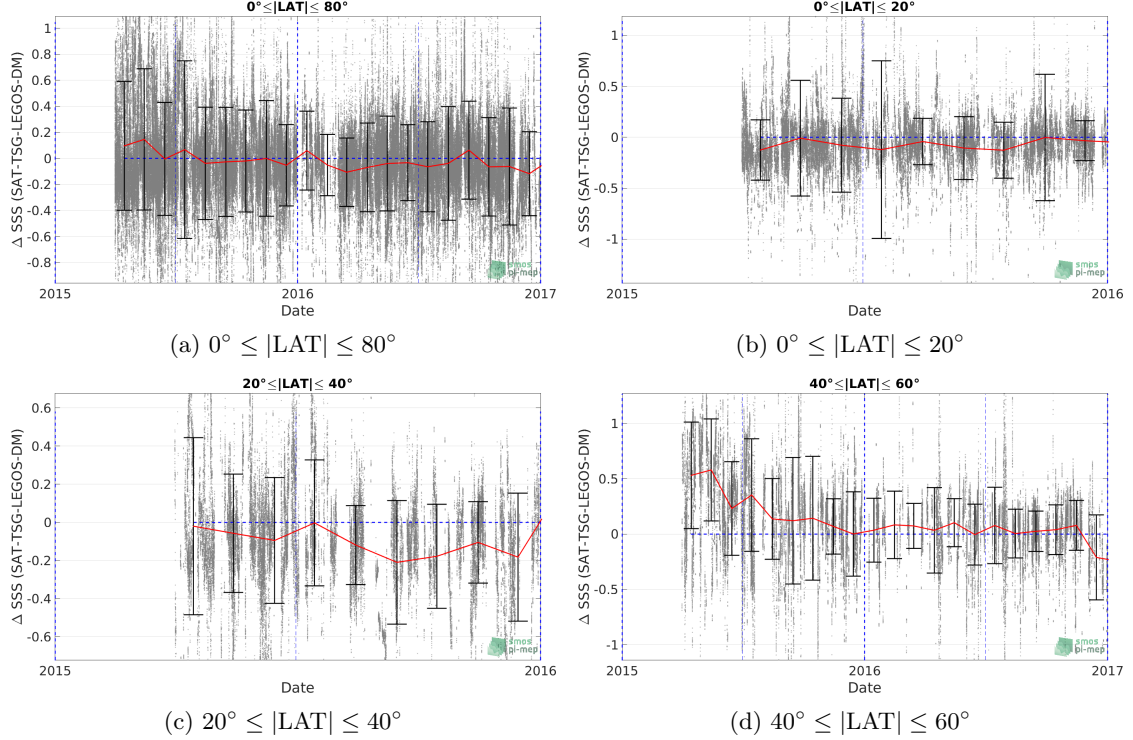 0°≤|LAT|≤ 80°
Δ SSS (SAT-TSG-LEGOS-DM)
1
0.8
0.6
0.4
0.2
0
-0.2
-0.4
-0.6
-0.8
2015
2016
2017
Date
smos
pi-mep
(a) 0° ≤ |LAT| ≤ 80°
0°≤|LAT|≤ 20°
Δ SSS (SAT-TSG-LEGOS-DM)
1
0.5
0
-0.5
-1
2015
2016
Date
smos
pi-mep
(b) 0° ≤ |LAT| ≤ 20°
20°≤|LAT|≤ 40°
Δ SSS (SAT-TSG-LEGOS-DM)
0.6
0.4
0.2
0
-0.2
-0.4
-0.6
2015
2016
Date
smos
pi-mep
(c) 20° ≤ |LAT| ≤ 40°
40°≤|LAT|≤ 60°
Δ SSS (SAT-TSG-LEGOS-DM)
1
0.5
0
-0.5
-1
2015
2016
2017
Date
smos
pi-mep
(d) 40° ≤ |LAT| ≤ 60°